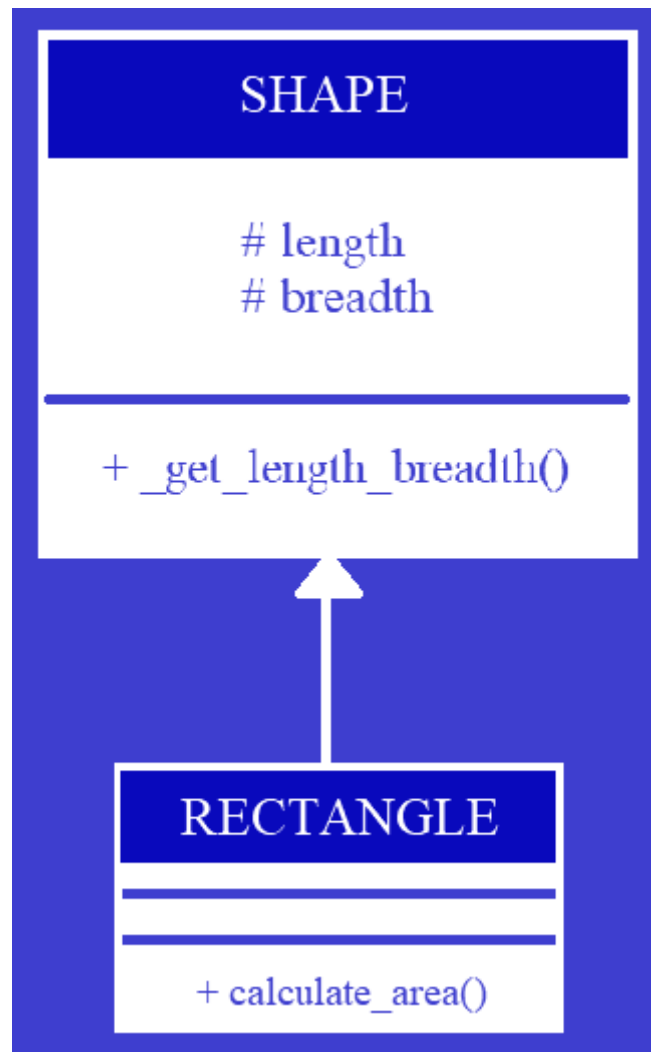 SHAPE
# length
# breadth
+ _get_length_breadth()
RECTANGLE
+ calculate_area()